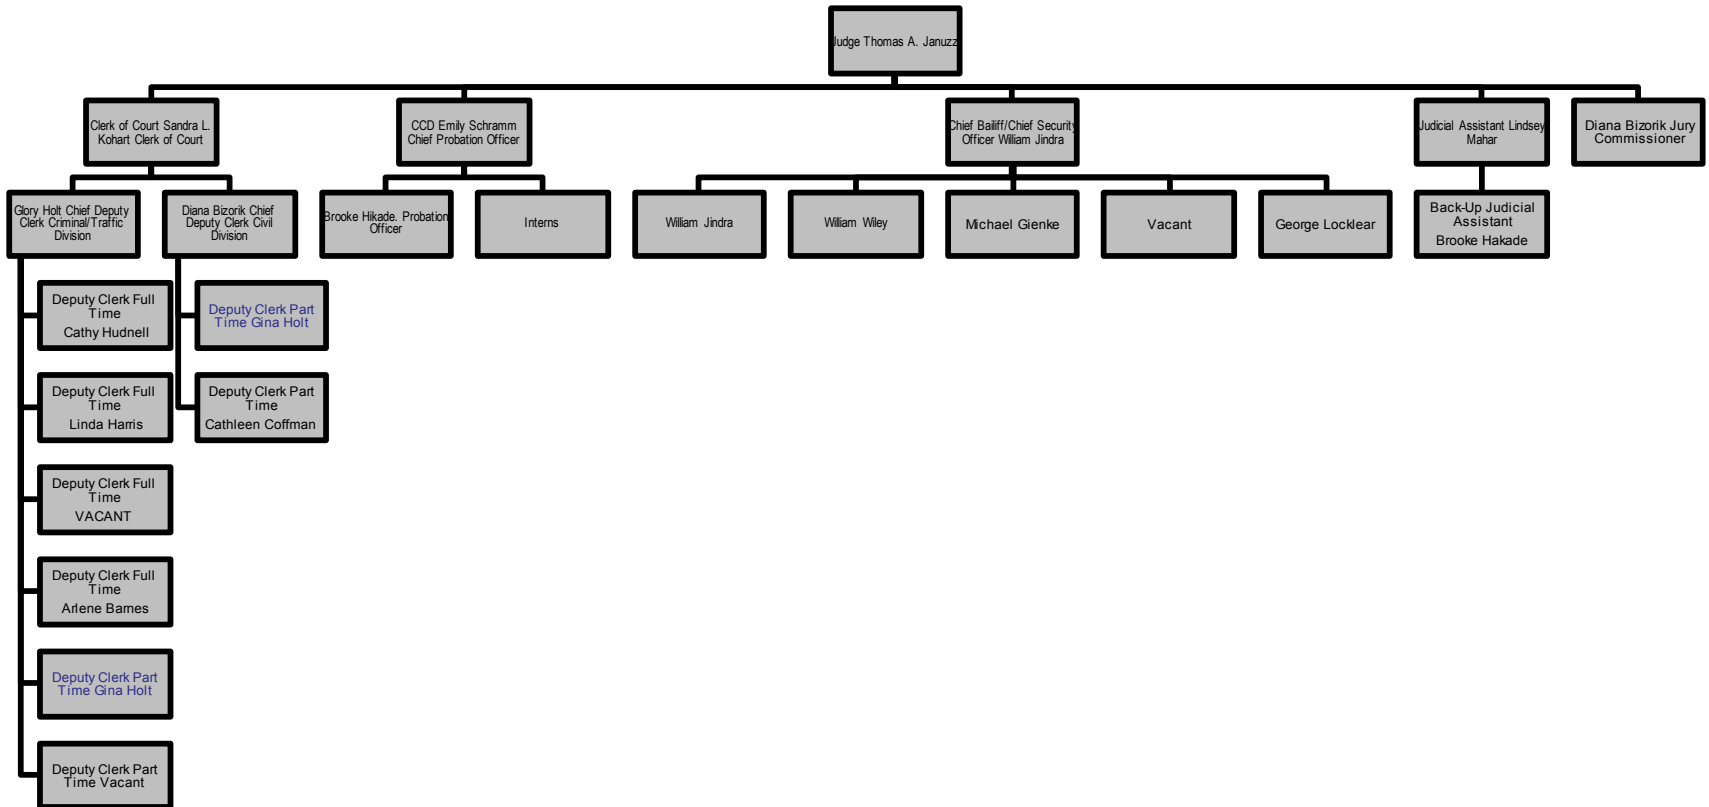 Judge Thomas A. Januzz
Clerk of Court Sandra L.
Kohart Clerk of Court
CCD Emily Schramm
Chief Probation Officer
Chief Bailiff/Chief Security
Officer William Jindra
Judicial Assistant Lindsey
Mahar
Diana Bizorik Jury
Commissioner
Glory Holt Chief Deputy
Clerk Criminal/Traffic
Division
Diana Bizorik Chief
Deputy Clerk Civil
Division
Brooke Hikade. Probation
Officer
Interns
William Jindra
William Wiley
Michael Gienke
Vacant
George Locklear
Back-Up Judicial
Assistant
Brooke Hakade
Deputy Clerk Full
Time
Cathy Hudnell
Deputy Clerk Part
Time Gina Holt
Deputy Clerk Full
Time
Linda Harris
Deputy Clerk Part
Time
Cathleen Coffman
Deputy Clerk Full
Time
VACANT
Deputy Clerk Full
Time
Arlene Barnes
Deputy Clerk Part
Time Gina Holt
Deputy Clerk Part
Time Vacant